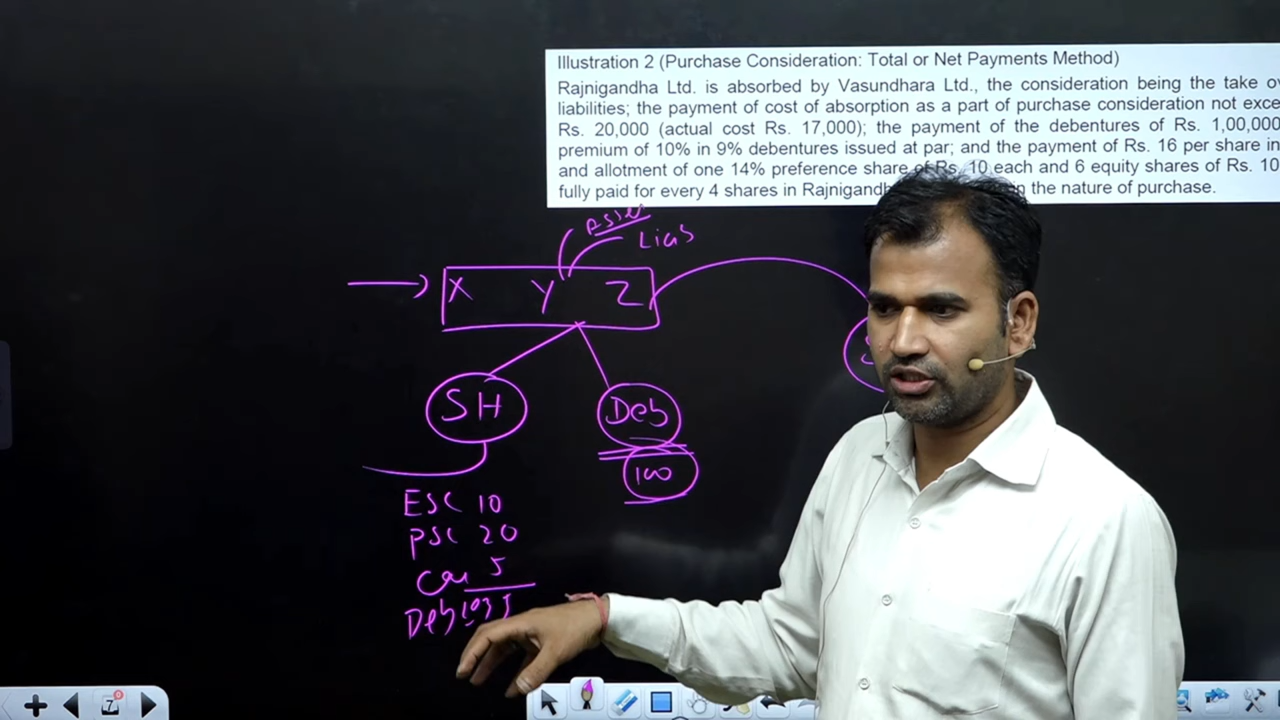 Illustration 2 (Purchase Consideration: Total or Net Payments Method)
Rajnigandha Ltd. is absorbed by Vasundhara Ltd., the consideration being the take
liabilities; the payment of cost of absorption as a part of purchase consideration not
Rs. 20,000 (actual cost Rs. 17,000); the payment of the debentures of Rs. 1,00,000
premium of 10% in 9% debentures issued at par; and the payment of Rs. 16 per share in
and allotment of one 14% preference share of Rs. 10 each and 6 equity shares of Rs. 10
fully paid for every 4 shares in the nature of purchase.
Liab
X Y Z
SH Deb
100
ESC 10
PSC 20
5
Deb
7